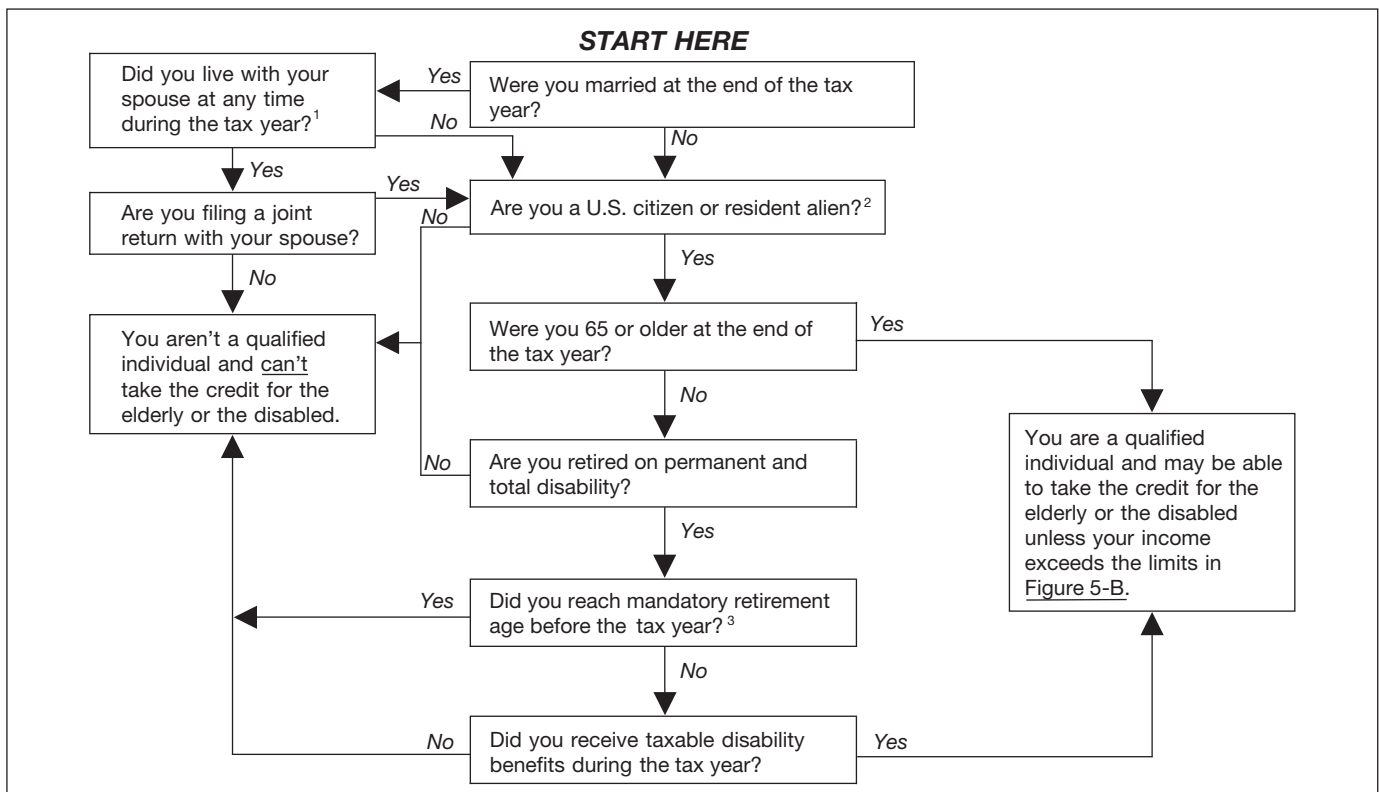 START HERE
Did you live with your
spouse at any time
during the tax year?1
Yes
Were you married at the end of the tax
year?
No
No
Yes
Are you filing a joint
return with your spouse?
Yes
Are you a U.S. citizen or resident alien?2
No
No
Yes
You aren't a qualified
individual and can't
take the credit for the
elderly or the disabled.
Were you 65 or older at the end of
the tax year?
Yes
No
You are a qualified
individual and may be able
to take the credit for the
elderly or the disabled
unless your income
exceeds the limits in
Figure 5-B.
No
Are you retired on permanent and
total disability?
Yes
Yes
Did you reach mandatory retirement
age before the tax year?3
No
No
Did you receive taxable disability
benefits during the tax year?
Yes